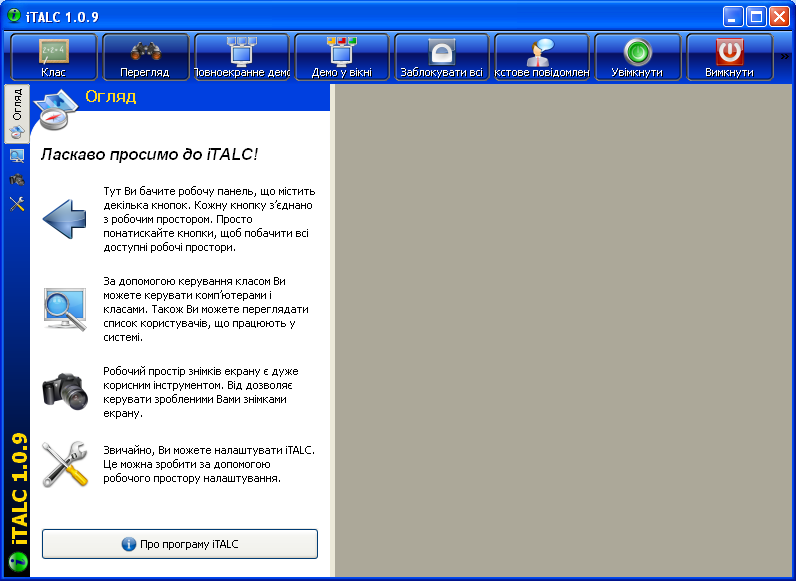 iTALC 1.0.9
Клас
Перегляд
Повноекранне демо
Демо у вікні
Заблокувати всі
кстове повідомлен
Увімкнути
Вимкнути
»
Огляд
Огляд
Ласкаво просимо до iTALC!
Тут Ви бачите робочу панель, що містить
декілька кнопок. Кожну кнопку з’єднано
з робочим простором. Просто
понатискайте кнопки, щоб побачити всі
доступні робочі простори.
За допомогою керування класом Ви
можете керувати комп’ютерами і
класами. Також Ви можете переглядати
список користувачів, що працюють у
системі.
Робочий простір знімків екрану є дуже
корисним інструментом. Від дозволяє
керувати зробленими Вами знімками
екрану.
Звичайно, Ви можете налаштувати iTALC.
Це можна зробити за допомогою
робочого простору налаштування.
Про програму iTALC
iTALC 1.0.9